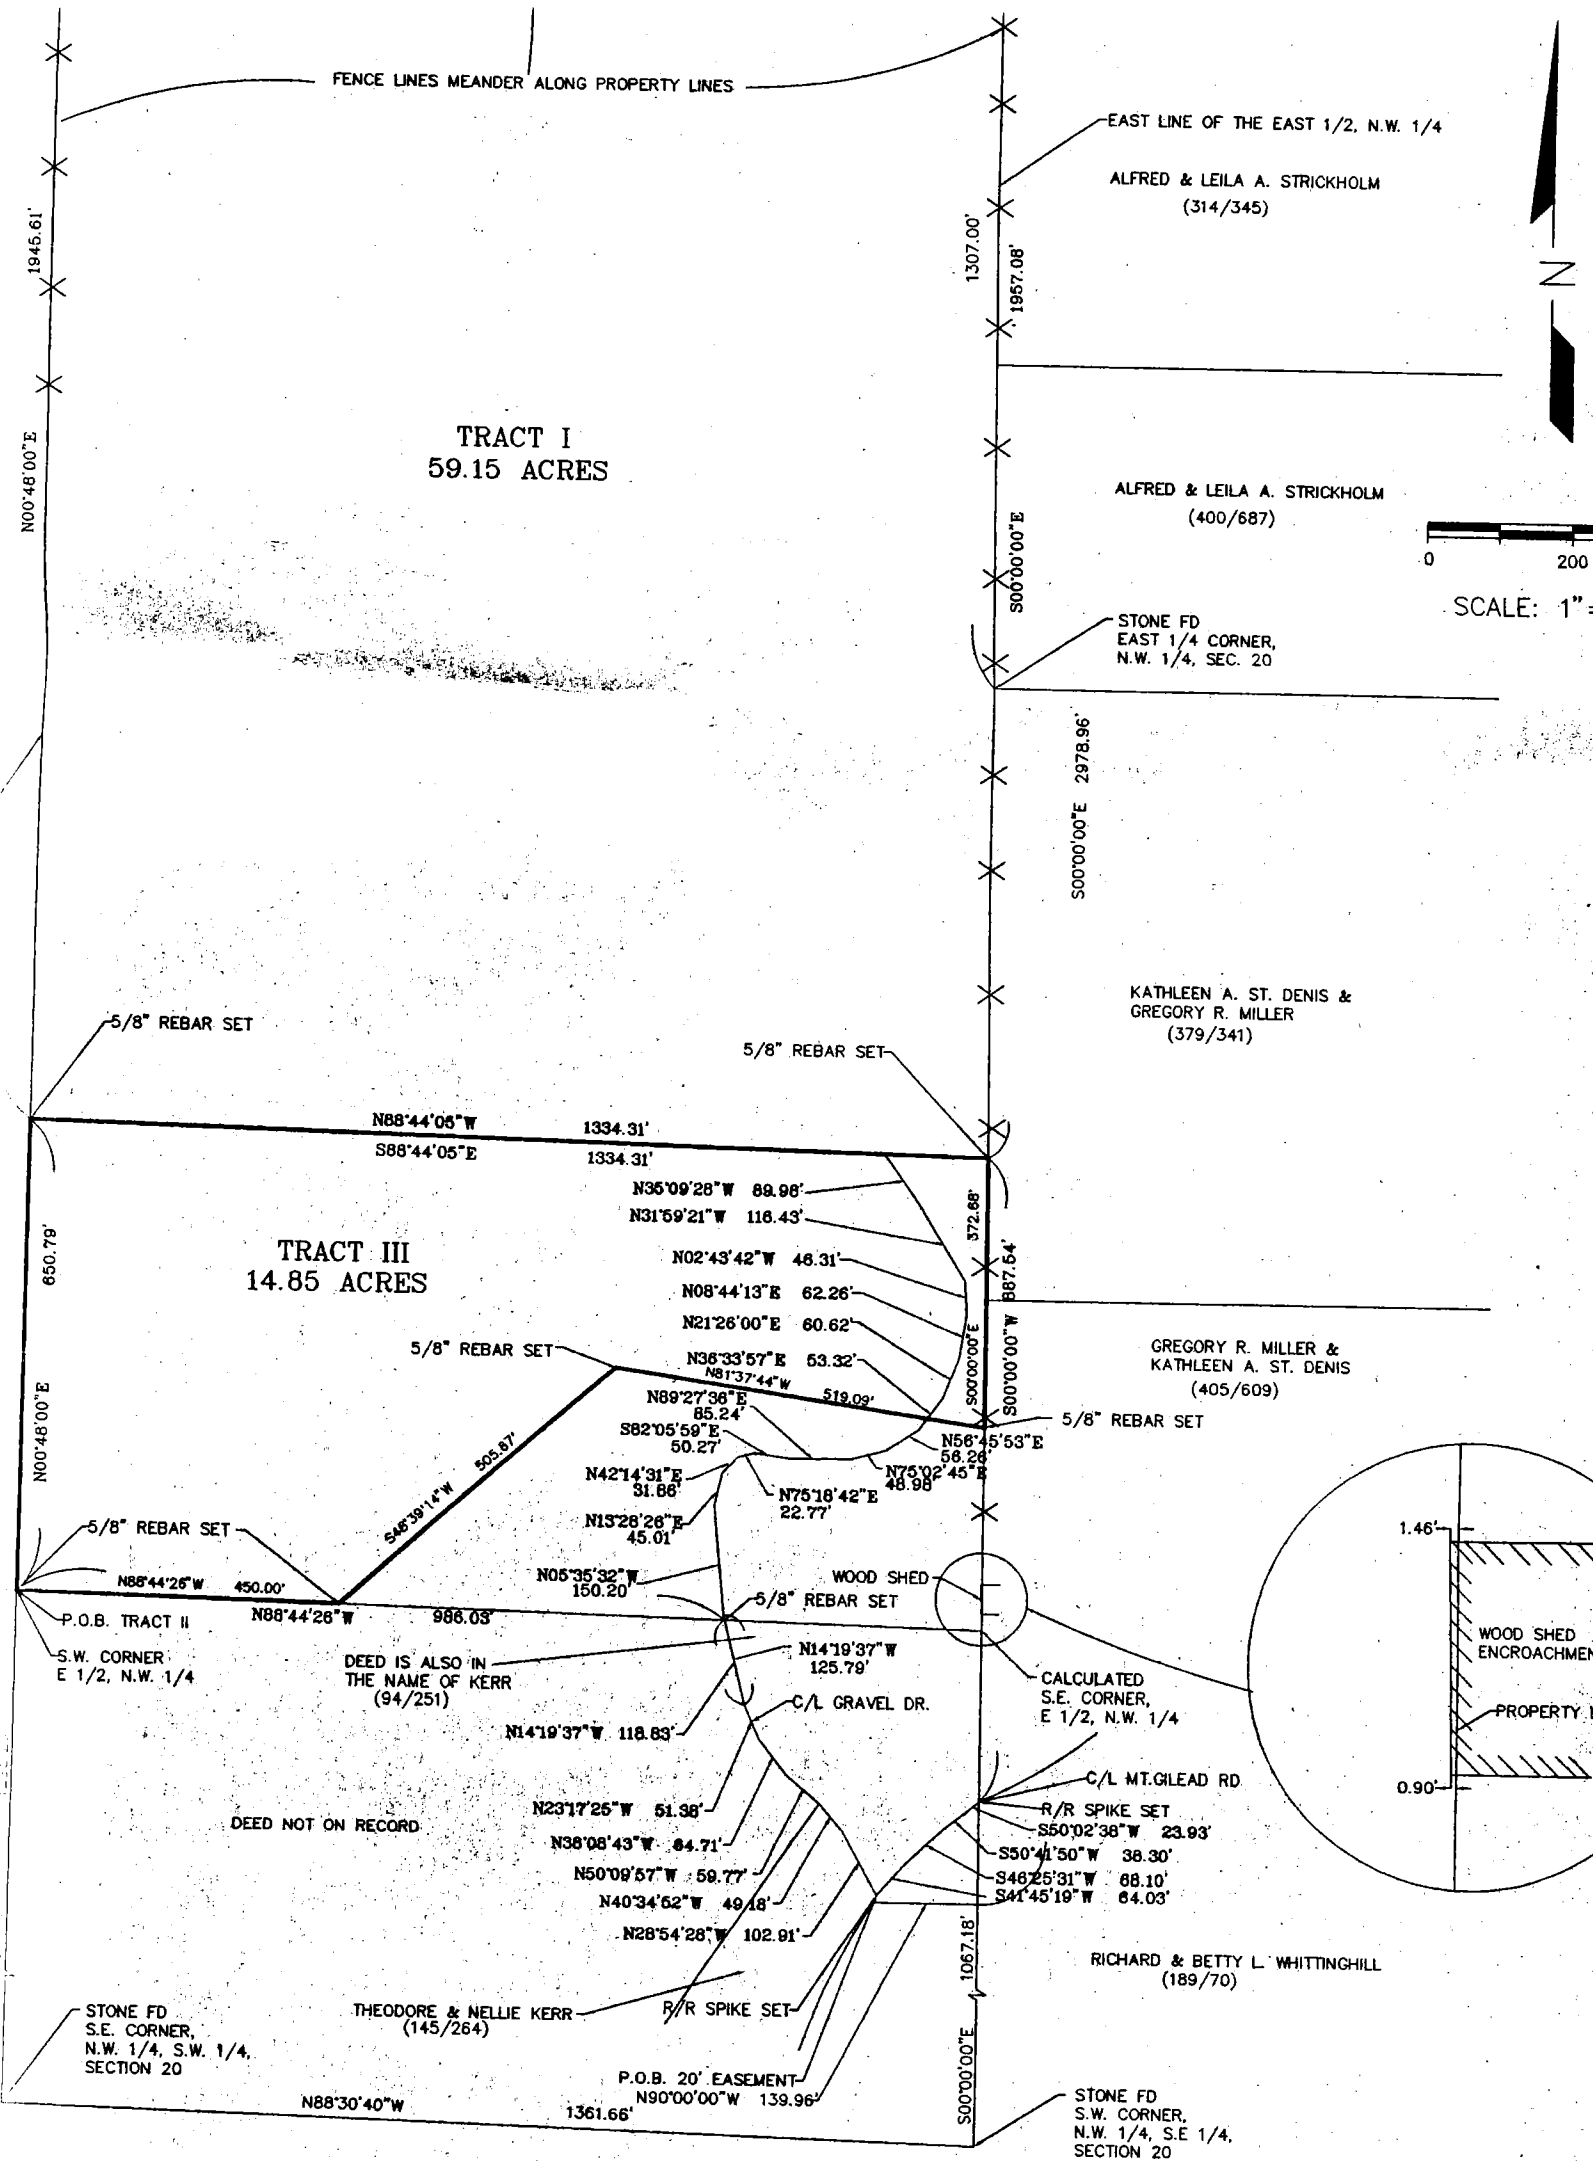 FENCE LINES MEANDER ALONG PROPERTY LINES
EAST LINE OF THE EAST 1/2, N.W. 1/4
ALFRED & LEILA A. STRICKHOLM
(314/345)
1945.61'
1307.00'
1957.08'
N
N00°48'00"E
TRACT I
59.15 ACRES
ALFRED & LEILA A. STRICKHOLM
(400/687)
S00°00'00"E
0 200
SCALE: 1" =
STONE FD
EAST 1/4 CORNER,
N.W. 1/4, SEC. 20
S00°00'00"E 2978.96'
KATHLEEN A. ST. DENIS &
GREGORY R. MILLER
(379/341)
5/8" REBAR SET
5/8" REBAR SET
N88°44'05"W 1334.31'
S88°44'05"E 1334.31'
N35°09'28"W 89.98'
N31°59'21"W 116.43'
372.68'
650.79'
TRACT III
14.85 ACRES
N02°43'42"W 46.31'
N08°44'13"E 62.26'
N21°26'00"E 60.62'
N36°33'57"E 53.32'
S00°00'00"E
S00°00'00"W 887.54'
GREGORY R. MILLER &
KATHLEEN A. ST. DENIS
(405/609)
5/8" REBAR SET
N81°37'44"W 519.09'
N89°27'36"E
85.24'
S82°05'59"E
50.27'
5/8" REBAR SET
N56°45'53"E
56.26'
N75°02'45"E
48.98'
N42°14'31"E
31.86'
N75°18'42"E
22.77'
N13°28'26"E
45.01'
N00°48'00"E
S48°39'14"W 505.87'
5/8" REBAR SET
N88°44'26"W 450.00'
N05°35'32"W
150.20'
WOOD SHED
5/8" REBAR SET
1.46'
P.O.B. TRACT II
N88°44'26"W 986.03'
S.W. CORNER
E 1/2, N.W. 1/4
DEED IS ALSO IN
THE NAME OF KERR
(94/251)
N14°19'37"W
125.79'
C/L GRAVEL DR.
CALCULATED
S.E. CORNER,
E 1/2, N.W. 1/4
WOOD SHED
PROPERTY
0.90'
N14°19'37"W 118.83'
C/L MT.GILEAD RD
R/R SPIKE SET
S50°02'38"W 23.93'
S50°41'50"W 38.30'
S46°25'31"W 68.10'
S41°45'19"W 64.03'
DEED NOT ON RECORD
N23°17'25"W 51.38'
N38°08'43"W 84.71'
N50°09'57"W 59.77'
N40°34'52"W 49.18'
N28°54'28"W 102.91'
1067.18'
S00°00'00"E
RICHARD & BETTY L. WHITTINGHILL
(189/70)
STONE FD
S.E. CORNER,
N.W. 1/4, S.W. 1/4,
SECTION 20
THEODORE & NELLIE KERR
(145/264)
R/R SPIKE SET
P.O.B. 20' EASEMENT
N90°00'00"W 139.96'
N88°30'40"W 1361.66'
STONE FD
S.W. CORNER,
N.W. 1/4, S.E 1/4,
SECTION 20